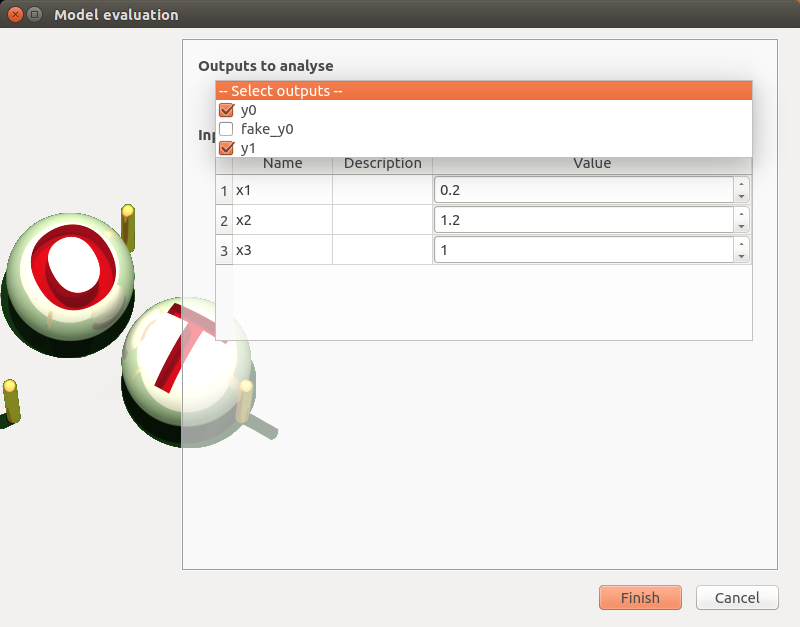 Model evaluation
Outputs to analyse
-- Select outputs --
y0
fake_y0
y1
Inp
Name Description Value
1 x1 0.2
2 x2 1.2
3 x3 1
O
T
Finish Cancel